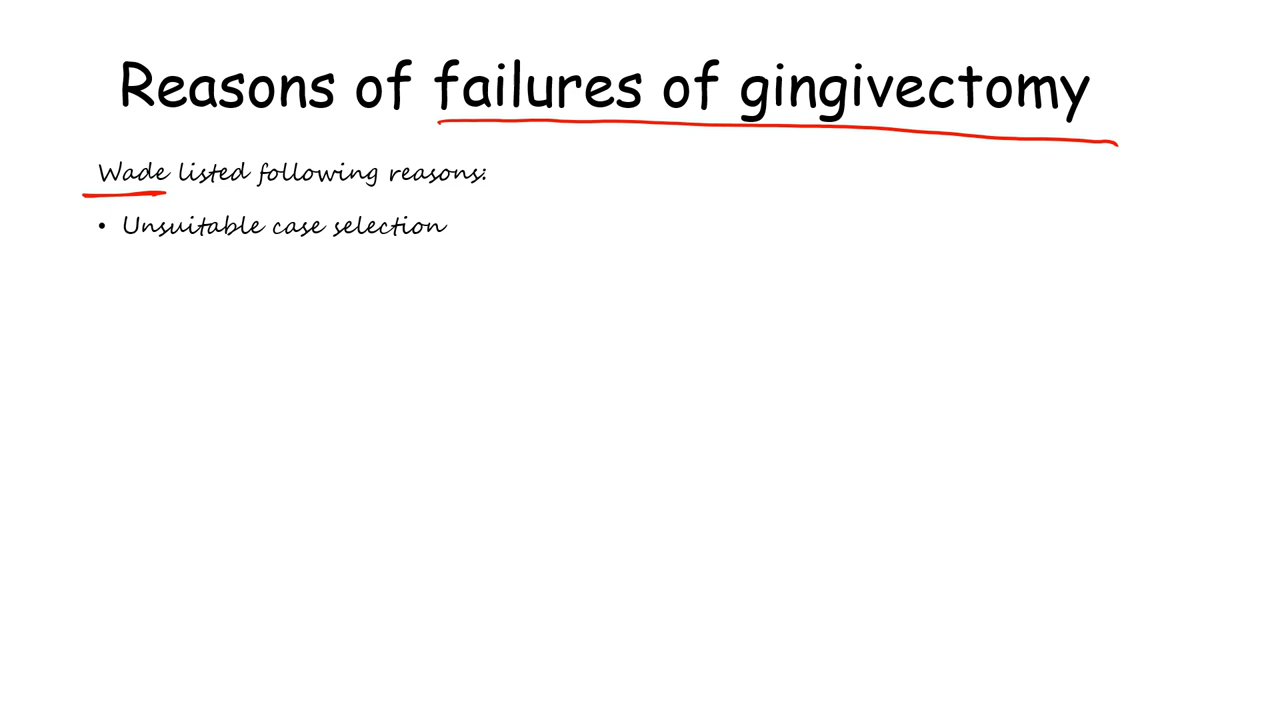 Reasons of failures of gingivectomy
Wade listed following reasons:
• Unsuitable case selection